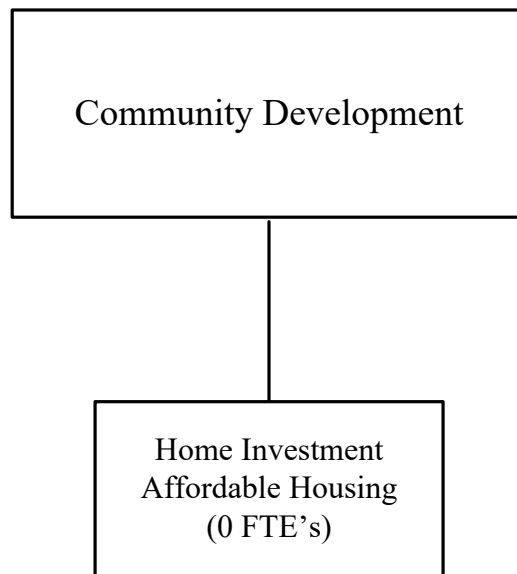 Community Development
Home Investment
Affordable Housing
(0 FTE’s)